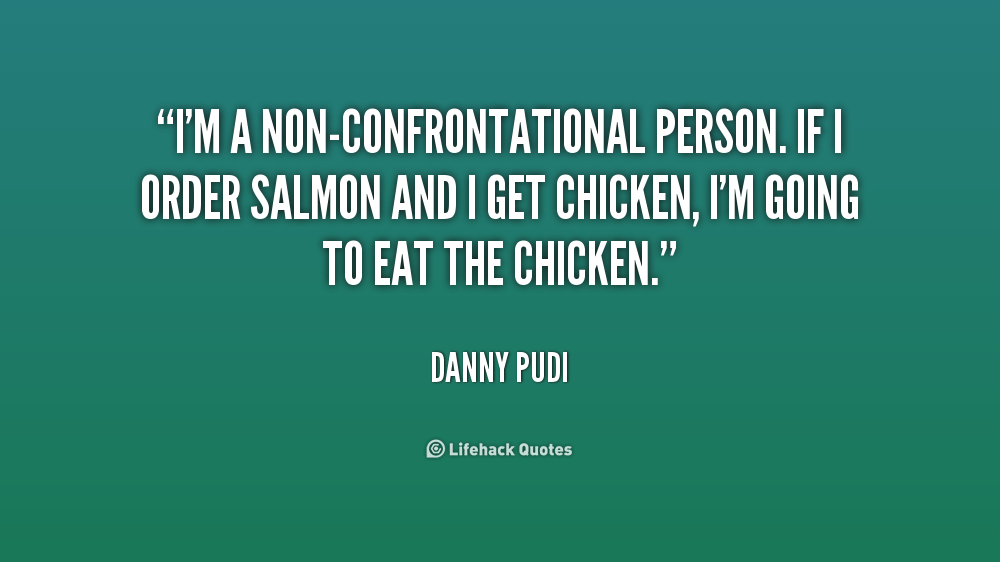 “I’M A NON-CONFRONTATIONAL PERSON. IF I
ORDER SALMON AND I GET CHICKEN, I’M GOING
TO EAT THE CHICKEN.”
DANNY PUDI
Lifehack Quotes